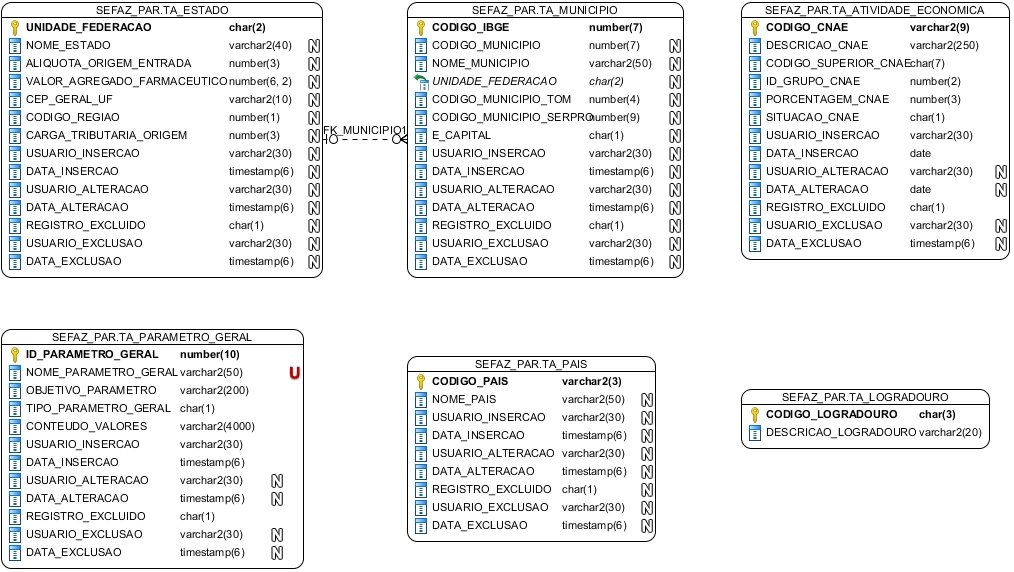 SEFAZ_PAR.TA_ESTADO
UNIDADE_FEDERACAO char(2)
NOME_ESTADO varchar2(40) N
ALIQUOTA_ORIGEM_ENTRADA number(3) N
VALOR_AGREGADO_FARMACEUTICO number(6, 2) N
CEP_GERAL_UF varchar2(10) N
CODIGO_REGIAO number(1) N
CARGA_TRIBUTARIA_ORIGEM number(3) N
USUARIO_INSERCAO varchar2(30) N
DATA_INSERCAO timestamp(6) N
USUARIO_ALTERACAO varchar2(30) N
DATA_ALTERACAO timestamp(6) N
REGISTRO_EXCLUIDO char(1) N
USUARIO_EXCLUSAO varchar2(30) N
DATA_EXCLUSAO timestamp(6) N
FK_MUNICIPIO1
SEFAZ_PAR.TA_MUNICIPIO
CODIGO_IBGE number(7)
CODIGO_MUNICIPIO number(7) N
NOME_MUNICIPIO varchar2(50) N
UNIDADE_FEDERACAO char(2) N
CODIGO_MUNICIPIO_TOM number(4) N
CODIGO_MUNICIPIO_SERPRO number(9) N
E_CAPITAL char(1) N
USUARIO_INSERCAO varchar2(30) N
DATA_INSERCAO timestamp(6) N
USUARIO_ALTERACAO varchar2(30) N
DATA_ALTERACAO timestamp(6) N
REGISTRO_EXCLUIDO char(1) N
USUARIO_EXCLUSAO varchar2(30) N
DATA_EXCLUSAO timestamp(6) N
SEFAZ_PAR.TA_ATIVIDADE_ECONOMICA
CODIGO_CNAE varchar2(9)
DESCRICAO_CNAE varchar2(250)
CODIGO_SUPERIOR_CNAE char(7)
ID_GRUPO_CNAE number(2)
PORCENTAGEM_CNAE number(3)
SITUACAO_CNAE char(1)
USUARIO_INSERCAO varchar2(30)
DATA_INSERCAO date
USUARIO_ALTERACAO varchar2(30) N
DATA_ALTERACAO date N
REGISTRO_EXCLUIDO char(1)
USUARIO_EXCLUSAO varchar2(30) N
DATA_EXCLUSAO timestamp(6) N
SEFAZ_PAR.TA_PARAMETRO_GERAL
ID_PARAMETRO_GERAL number(10)
NOME_PARAMETRO_GERAL varchar2(50) U
OBJETIVO_PARAMETRO varchar2(200)
TIPO_PARAMETRO_GERAL char(1)
CONTEUDO_VALORES varchar2(4000)
USUARIO_INSERCAO varchar2(30)
DATA_INSERCAO timestamp(6)
USUARIO_ALTERACAO varchar2(30) N
DATA_ALTERACAO timestamp(6) N
REGISTRO_EXCLUIDO char(1)
USUARIO_EXCLUSAO varchar2(30) N
DATA_EXCLUSAO timestamp(6) N
SEFAZ_PAR.TA_PAIS
CODIGO_PAIS varchar2(3)
NOME_PAIS varchar2(50) N
USUARIO_INSERCAO varchar2(30) N
DATA_INSERCAO timestamp(6) N
USUARIO_ALTERACAO varchar2(30) N
DATA_ALTERACAO timestamp(6) N
REGISTRO_EXCLUIDO char(1) N
USUARIO_EXCLUSAO varchar2(30) N
DATA_EXCLUSAO timestamp(6) N
SEFAZ_PAR.TA_LOGRADOURO
CODIGO_LOGRADOURO char(3)
DESCRICAO_LOGRADOURO varchar2(20)